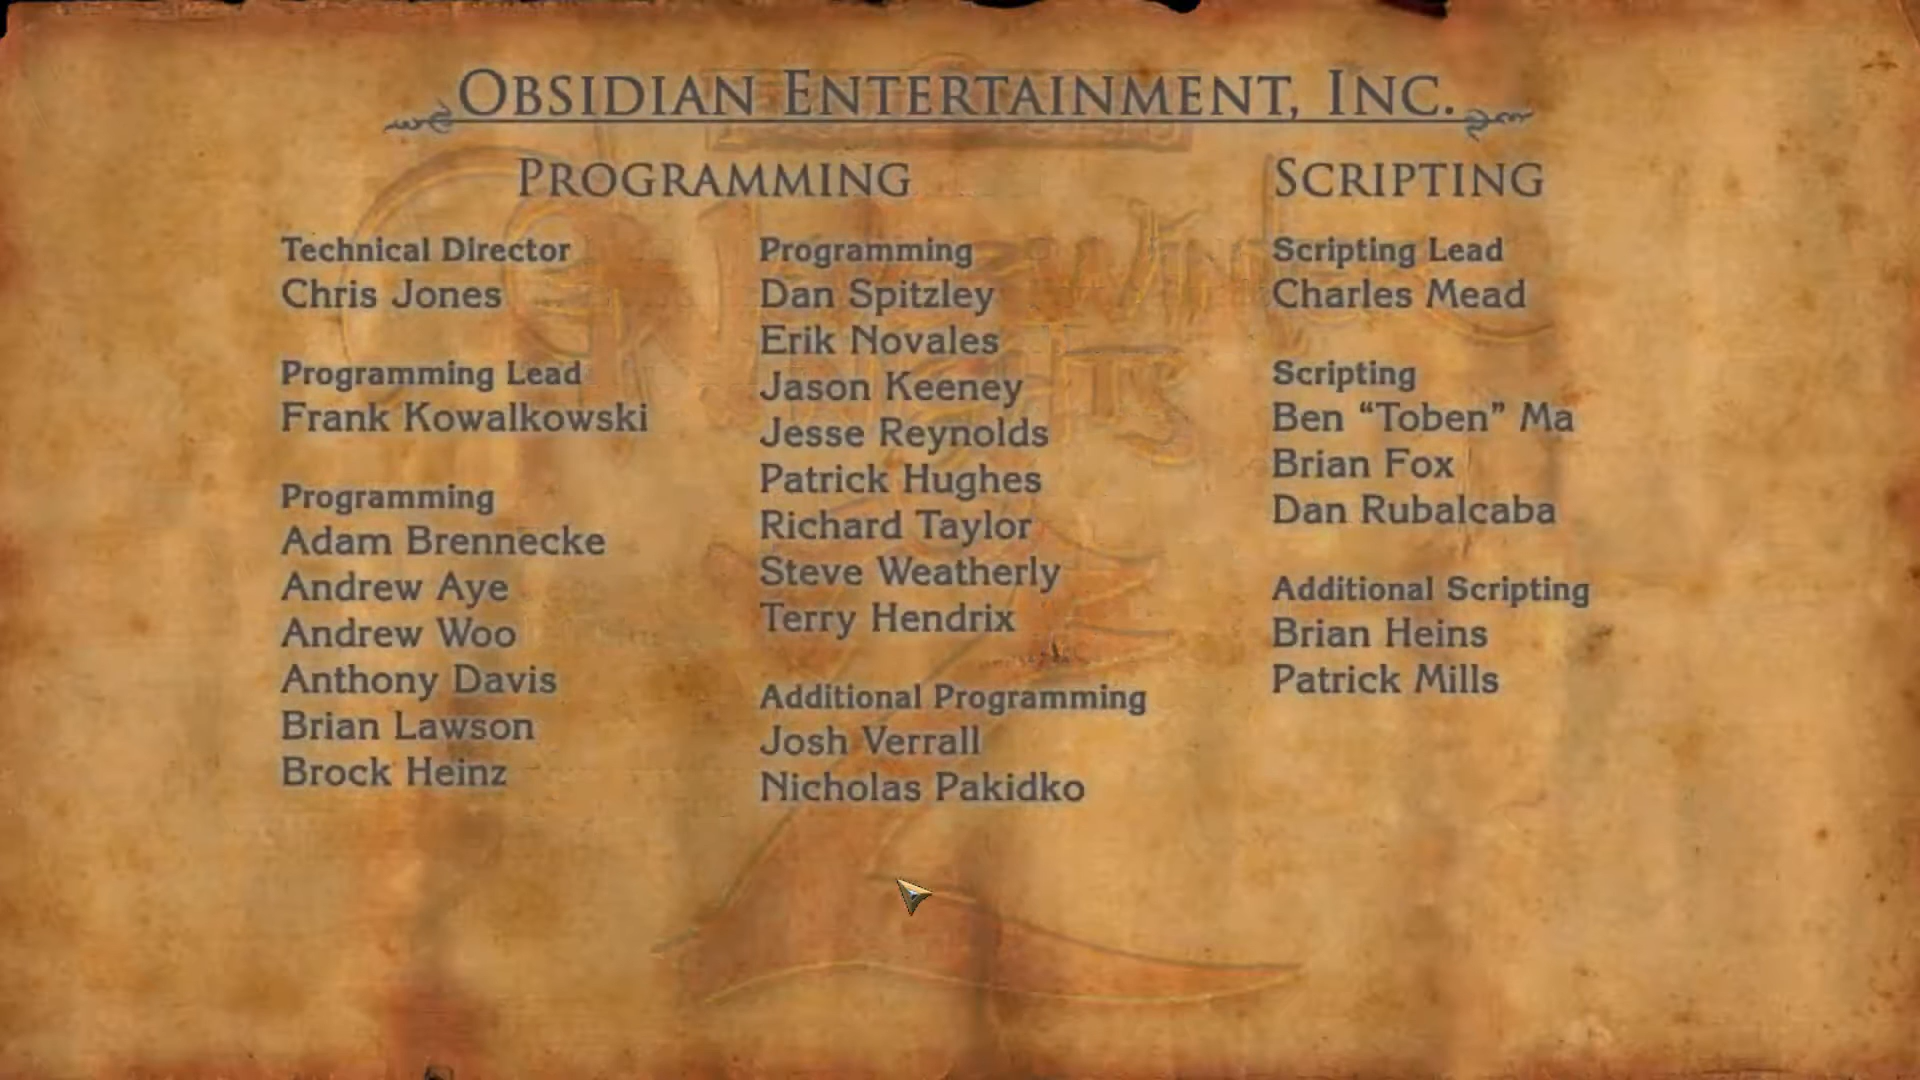 OBSIDIAN ENTERTAINMENT, INC.
PROGRAMMING
Technical Director
Chris Jones
Programming Lead
Frank Kowalkowski
Programming
Adam Brennecke
Andrew Aye
Andrew Woo
Anthony Davis
Brian Lawson
Brock Heinz
Programming
Dan Spitzley
Erik Novales
Jason Keeney
Jesse Reynolds
Patrick Hughes
Richard Taylor
Steve Weatherly
Terry Hendrix
Additional Programming
Josh Verrall
Nicholas Pakidko
SCRIPTING
Scripting Lead
Charles Mead
Scripting
Ben “Toben” Ma
Brian Fox
Dan Rubalcaba
Additional Scripting
Brian Heins
Patrick Mills